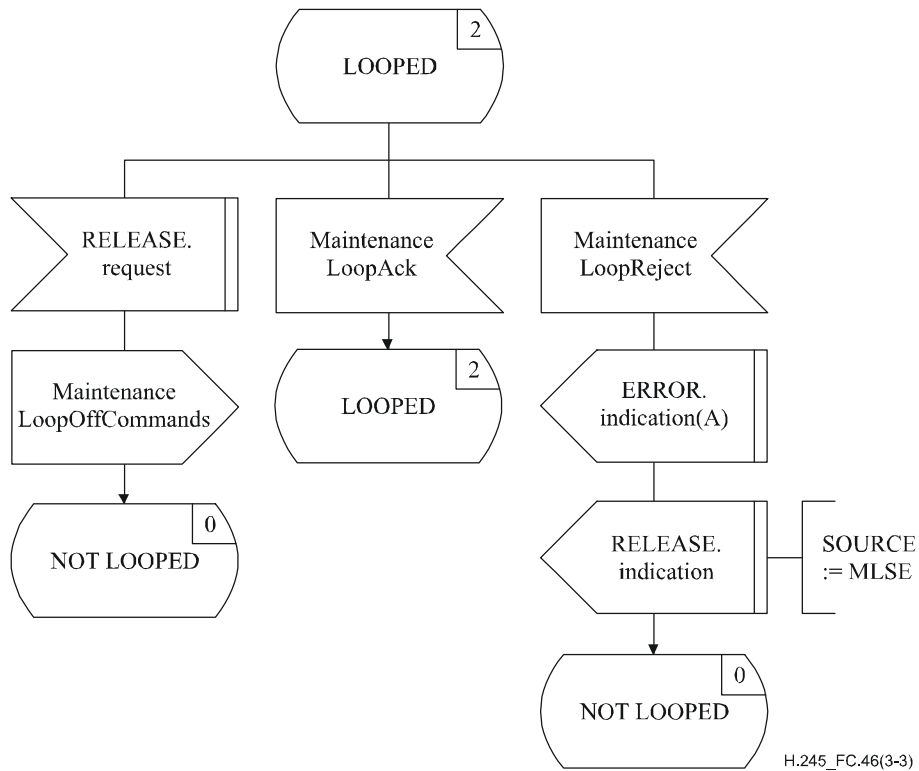 2
LOOPED
RELEASE.
request
Maintenance
LoopAck
Maintenance
LoopReject
Maintenance
LoopOffCommands
2
LOOPED
ERROR.
indication(A)
0
NOT LOOPED
RELEASE.
indication
SOURCE
:= MLSE
0
NOT LOOPED
H.245_FC.46(3-3)